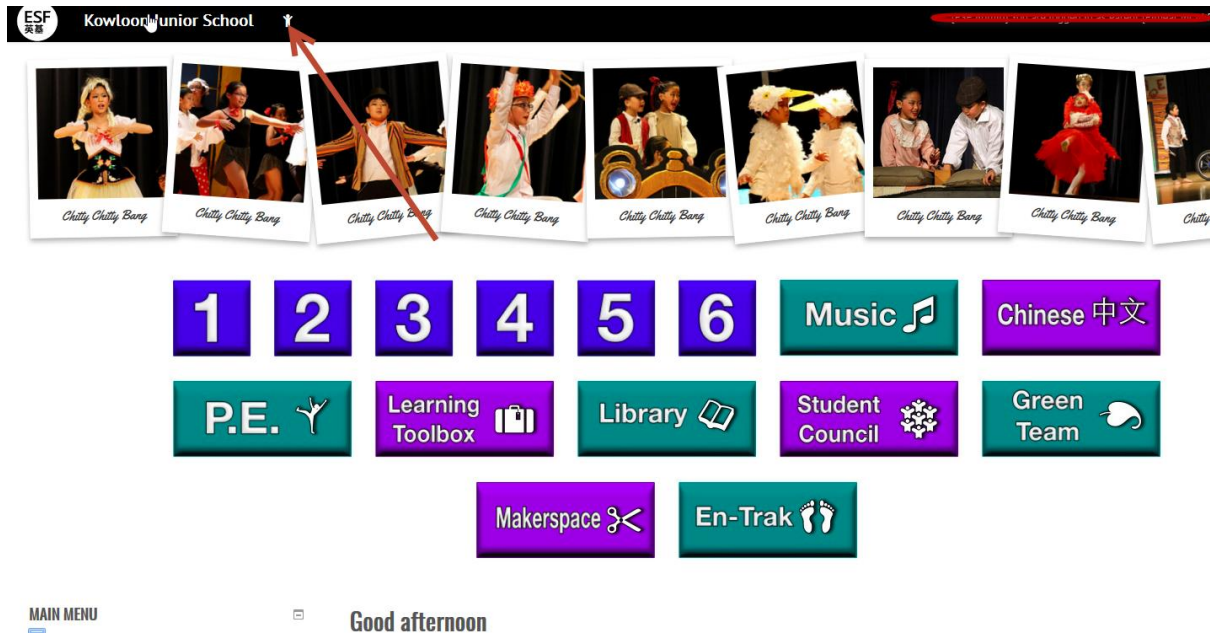 ESF
英基
Kowloon Junior School
Chitty Chitty Bang
Chitty Chitty Bang
Chitty Chitty Bang
Chitty Chitty Bang
Chitty Chitty Bang
Chitty Chitty Bang
Chitty Chitty Bang
Chitty Chitty Bang
Chitty
1
2
3
4
5
6
Music
Chinese 中文
P.E.
Learning
Toolbox
Library
Student
Council
Green
Team
Makerspace
En-Trak
MAIN MENU
Good afternoon